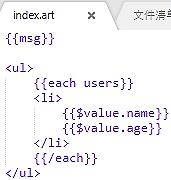 index.art × 文件清单
{{msg}}
<ul>
{{each users}}
<li>
{{$value.name}}
{{$value.age}}
</li>
{{/each}}
</ul>